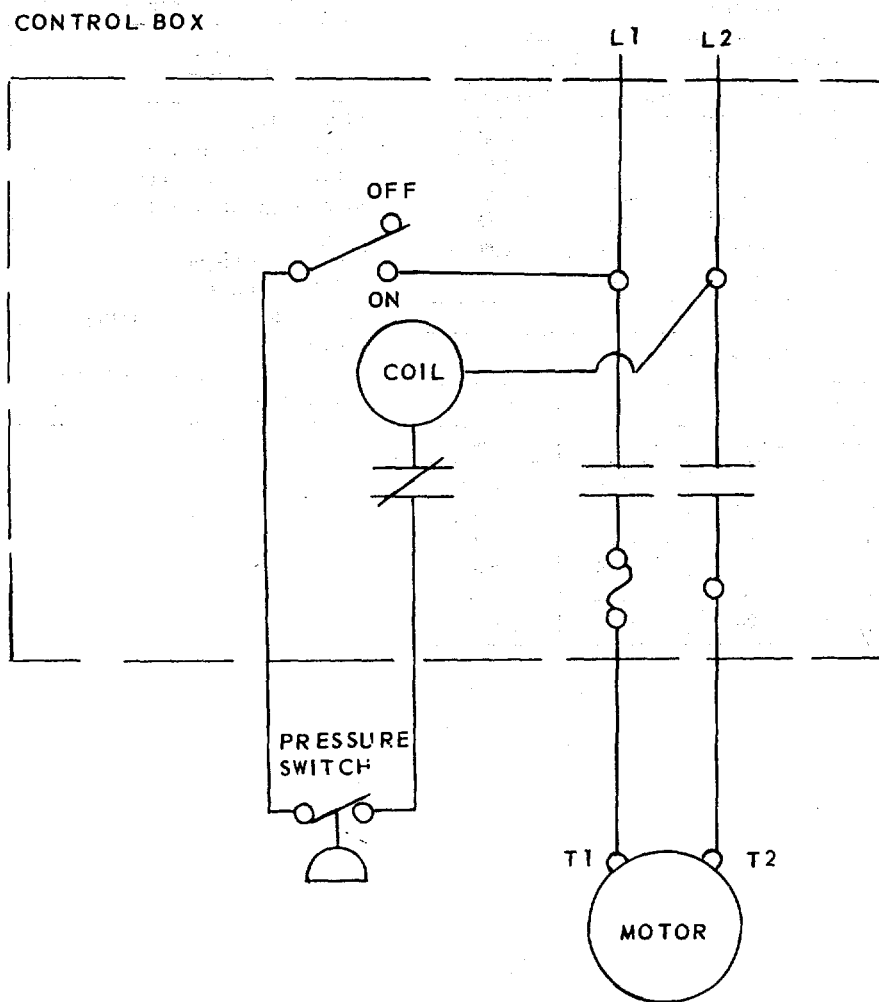 CONTROL BOX
L1 L2
OFF
ON
COIL
PRESSURE
SWITCH
T1 T2
MOTOR